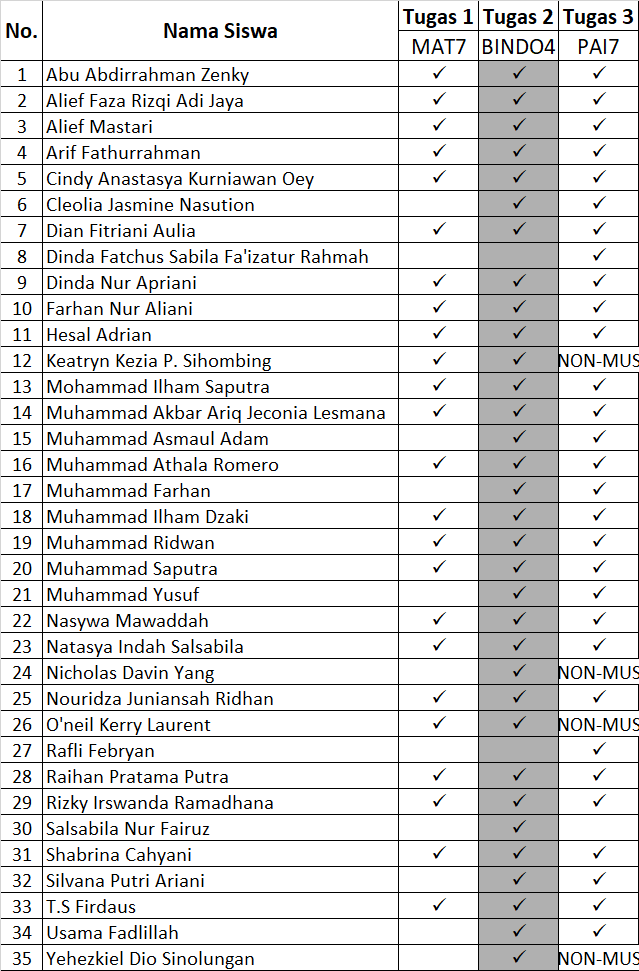 No. Nama Siswa Tugas 1 Tugas 2 Tugas 3
MAT7 BINDO4 PAI7
1 Abu Abdirrahman Zenky ✓ ✓ ✓
2 Alief Faza Rizqi Adi Jaya ✓ ✓ ✓
3 Alief Mastari ✓ ✓ ✓
4 Arif Fathurrahman ✓ ✓ ✓
5 Cindy Anastasya Kurniawan Oey ✓ ✓ ✓
6 Cleolia Jasmine Nasution ✓ ✓
7 Dian Fitriani Aulia ✓ ✓ ✓
8 Dinda Fatchus Sabila Fa'izatur Rahmah ✓
9 Dinda Nur Apriani ✓ ✓ ✓
10 Farhan Nur Aliani ✓ ✓ ✓
11 Hesal Adrian ✓ ✓ ✓
12 Keatryn Kezia P. Sihombing ✓ ✓ NON-MUS
13 Mohammad Ilham Saputra ✓ ✓ ✓
14 Muhammad Akbar Ariq Jeconia Lesmana ✓ ✓ ✓
15 Muhammad Asmaul Adam ✓ ✓
16 Muhammad Athala Romero ✓ ✓ ✓
17 Muhammad Farhan ✓ ✓
18 Muhammad Ilham Dzaki ✓ ✓ ✓
19 Muhammad Ridwan ✓ ✓ ✓
20 Muhammad Saputra ✓ ✓ ✓
21 Muhammad Yusuf ✓ ✓
22 Nasywa Mawaddah ✓ ✓ ✓
23 Natasya Indah Salsabila ✓ ✓ ✓
24 Nicholas Davin Yang ✓ NON-MUS
25 Nouridza Juniansah Ridhan ✓ ✓ ✓
26 O'neil Kerry Laurent ✓ ✓ NON-MUS
27 Rafli Febryan ✓
28 Raihan Pratama Putra ✓ ✓ ✓
29 Rizky Irswanda Ramadhana ✓ ✓ ✓
30 Salsabila Nur Fairuz ✓
31 Shabrina Cahyani ✓ ✓ ✓
32 Silvana Putri Ariani ✓ ✓
33 T.S Firdaus ✓ ✓ ✓
34 Usama Fadlillah ✓ ✓
35 Yehezkiel Dio Sinolungan ✓ NON-MUS